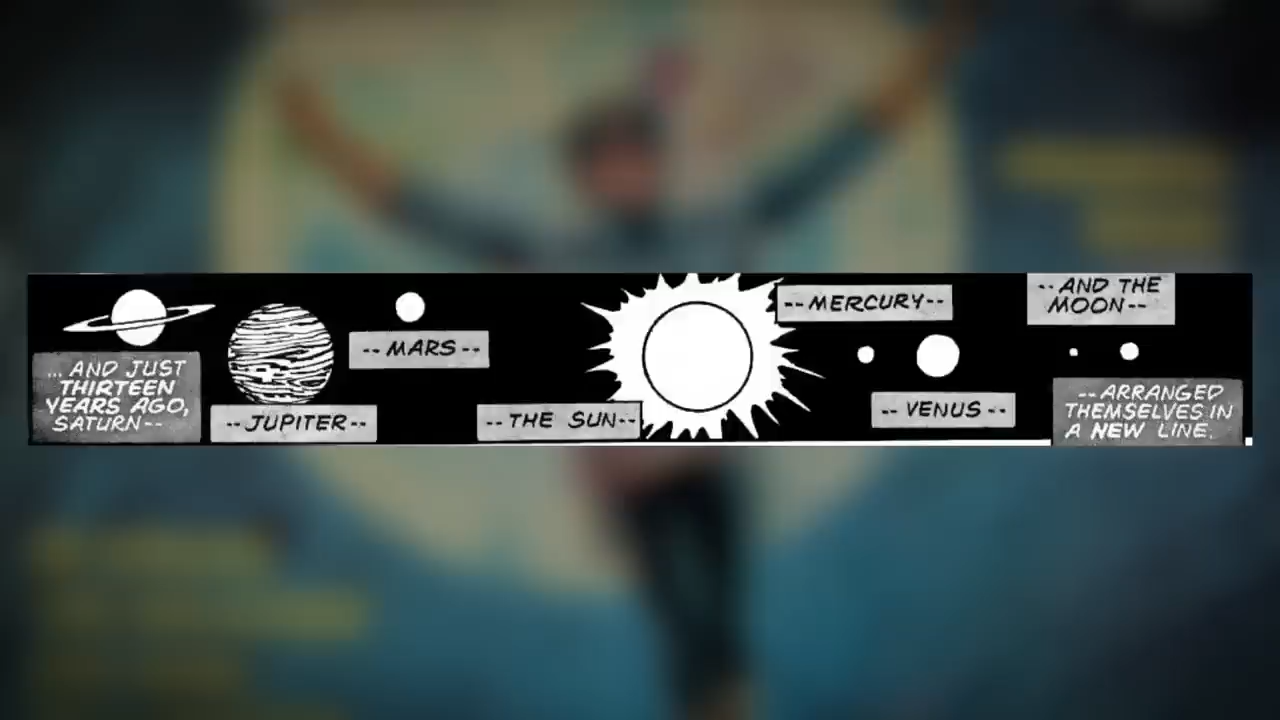 ... AND JUST
THIRTEEN
YEARS AGO,
SATURN--
--JUPITER--
--MARS--
--THE SUN--
--MERCURY--
--VENUS--
--AND THE
MOON--
--ARRANGED
THEMSELVES IN
A NEW LINE.